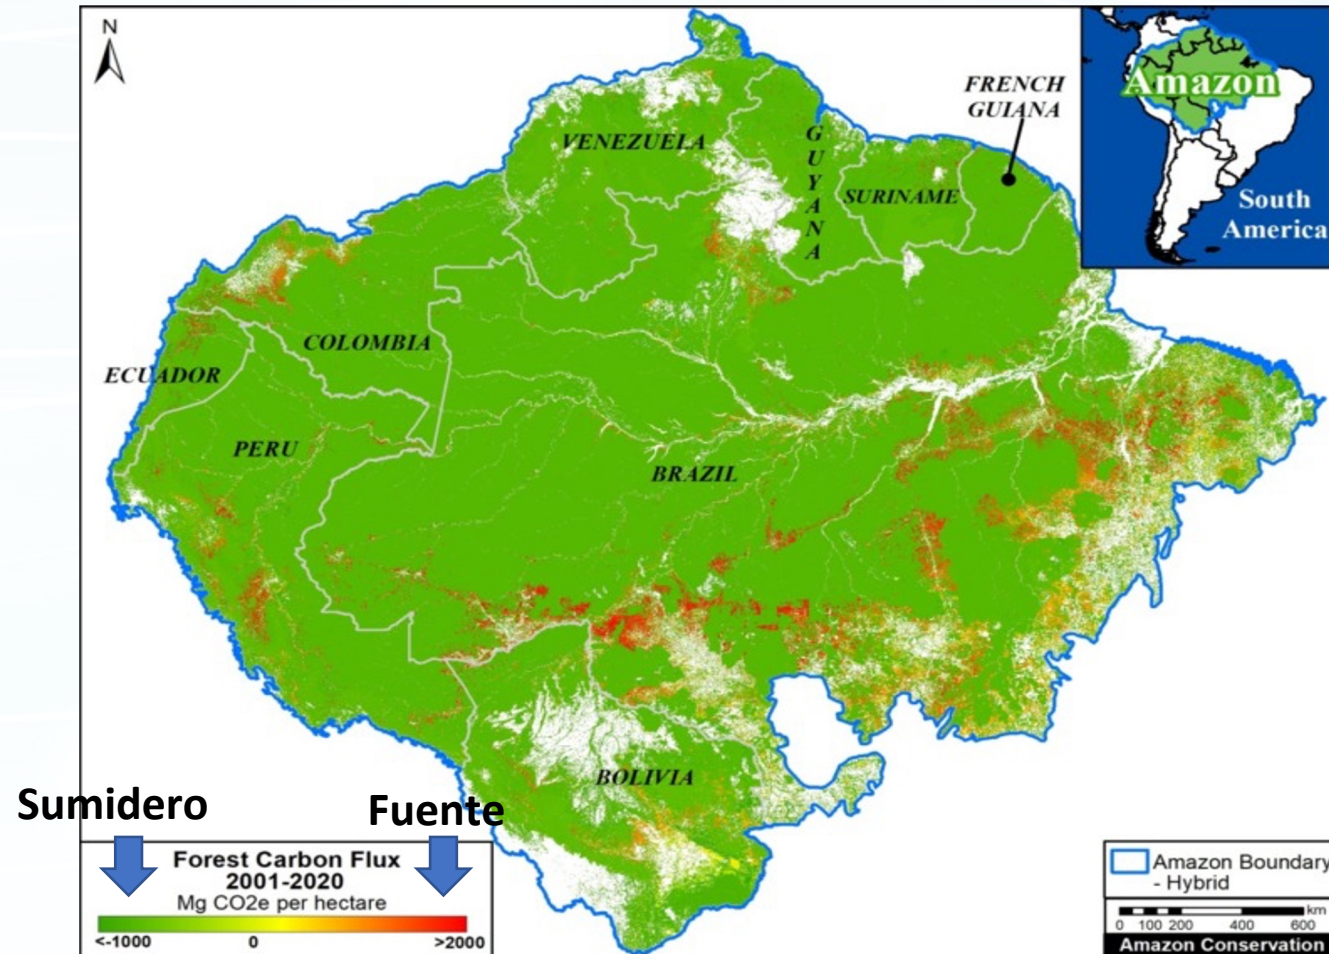 N
Amazon
South
America
FRENCH
GUIANA
VENEZUELA
GUYANA
SURINAME
COLOMBIA
ECUADOR
PERU
BRAZIL
BOLIVIA
Sumidero
Fuente
Forest Carbon Flux
2001-2020
Mg CO2e per hectare
<-1000 0 >2000
Amazon Boundary
- Hybrid
km
0 100 200 400 600
Amazon Conservation